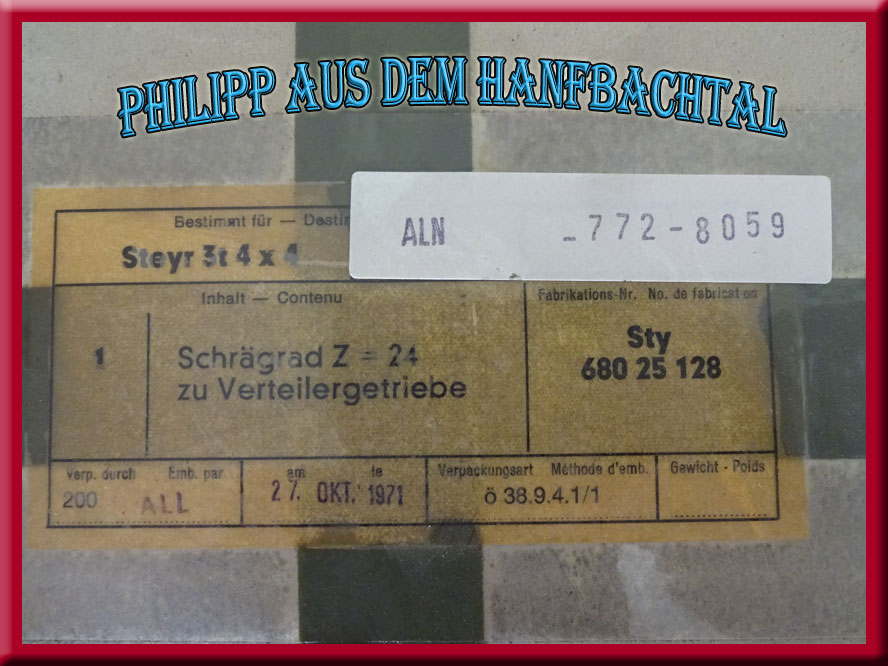 PHILIPP AUS DEM HANFBACHTAL
ALN -772-8059
Bestimmt für — Destin
Steyr 3t 4 x 4
Inhalt — Contenu
Fabrikations-Nr. No. de fabrication
1
Schrägrad Z = 24
zu Verteilergetriebe
Sty
680 25 128
Verp. durch Emb. par
200 ALL
am le
27. OKT. 1971
Verpackungsart Méthode d'emb.
ö 38.9.4.1/1
Gewicht - Poids